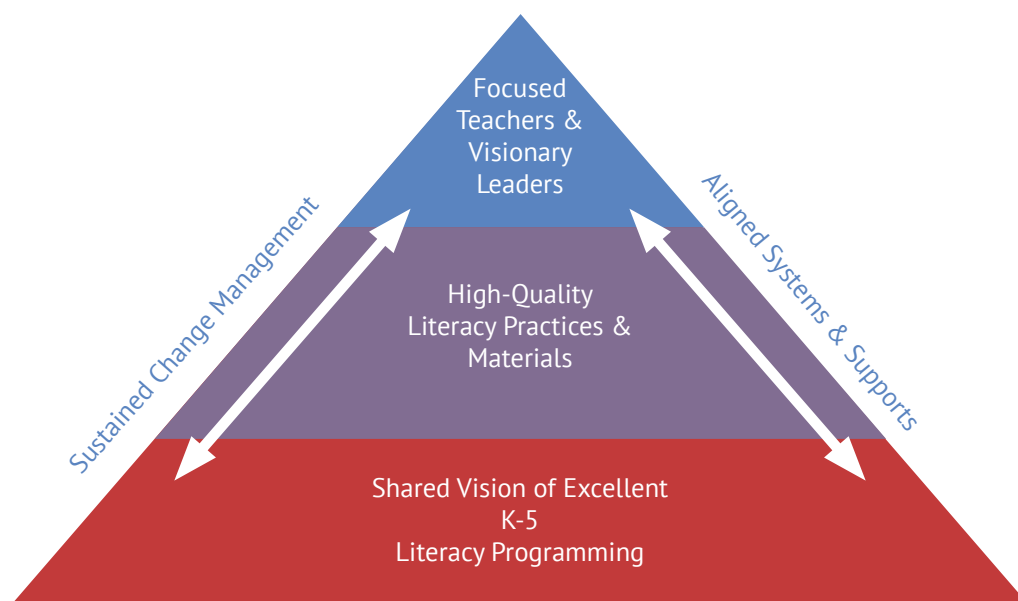 Focused
Teachers &
Visionary
Leaders
Sustained Change Management
Aligned Systems & Supports
High-Quality
Literacy Practices &
Materials
Shared Vision of Excellent
K-5
Literacy Programming